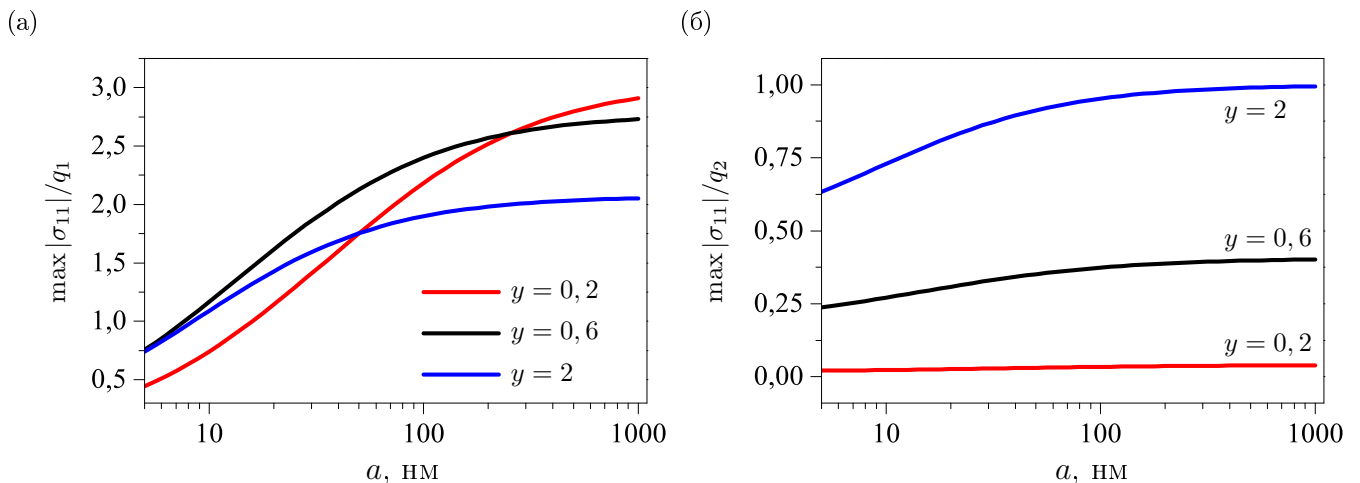 (а)
max |σ₁₁|/q₁
3,0
2,5
2,0
1,5
1,0
0,5
10
100
1000
a, нм
y = 0, 2
y = 0, 6
y = 2
(б)
max |σ₁₁|/q₂
1,00
0,75
0,50
0,25
0,00
10
100
1000
a, нм
y = 2
y = 0, 6
y = 0, 2